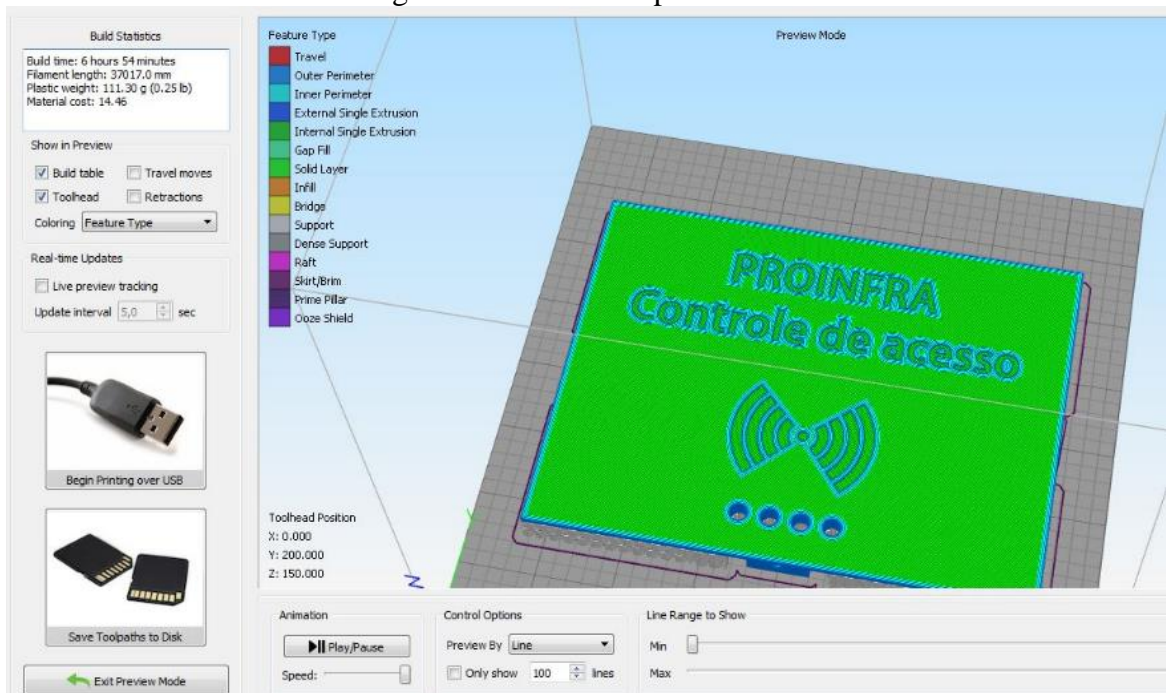 Build Statistics
Build time: 6 hours 54 minutes
Filament length: 37017.0 mm
Plastic weight: 111.30 g (0.25 lb)
Material cost: 14.46
Show in Preview
Build table
Travel moves
Toolhead
Retractions
Coloring Feature Type
Real-time Updates
Live preview tracking
Update interval 5,0 sec
Begin Printing over USB
Save Toolpaths to Disk
Exit Preview Mode
Feature Type
Travel
Outer Perimeter
Inner Perimeter
External Single Extrusion
Internal Single Extrusion
Gap Fill
Solid Layer
Infill
Bridge
Support
Dense Support
Raft
Skirt/Brim
Prime Pillar
Ooze Shield
Preview Mode
PROINFRA
Controle de acesso
Toolhead Position
X: 0.000
Y: 200.000
Z: 150.000
Y
Z
Animation
Play/Pause
Speed:
Control Options
Preview By Line
Only show 100 lines
Line Range to Show
Min
Max